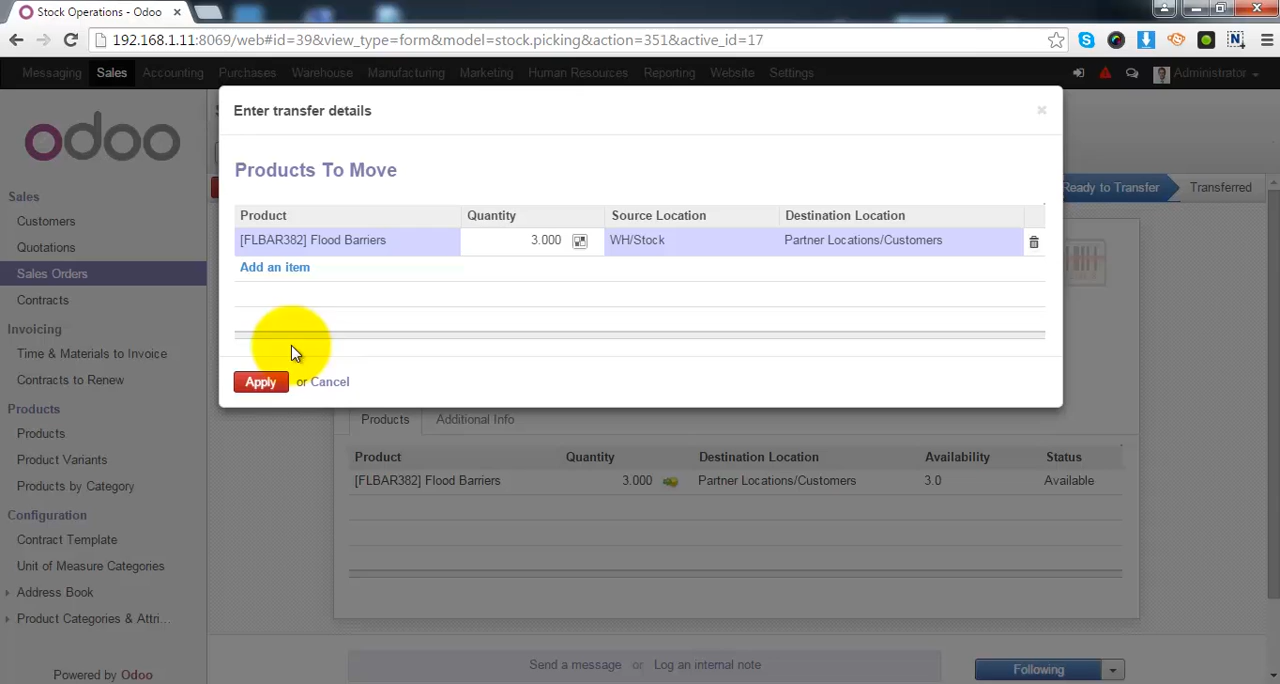 Stock Operations - Odoo
192.168.1.11:8069/web#id=39&view_type=form&model=stock.picking&action=351&active_id=17
Messaging Sales Accounting Purchases Warehouse Manufacturing Marketing Human Resources Reporting Website Settings Administrator
odoo
Sales
Customers
Quotations
Sales Orders
Contracts
Invoicing
Time & Materials to Invoice
Contracts to Renew
Products
Products
Product Variants
Products by Category
Configuration
Contract Template
Unit of Measure Categories
Address Book
Product Categories & Attri...
Powered by Odoo
Enter transfer details
Products To Move
Product Quantity Source Location Destination Location
[FLBAR382] Flood Barriers 3.000 WH/Stock Partner Locations/Customers
Add an item
Apply or Cancel
Ready to Transfer Transferred
Products Additional Info
Product Quantity Destination Location Availability Status
[FLBAR382] Flood Barriers 3.000 Partner Locations/Customers 3.0 Available
Send a message or Log an internal note
Following